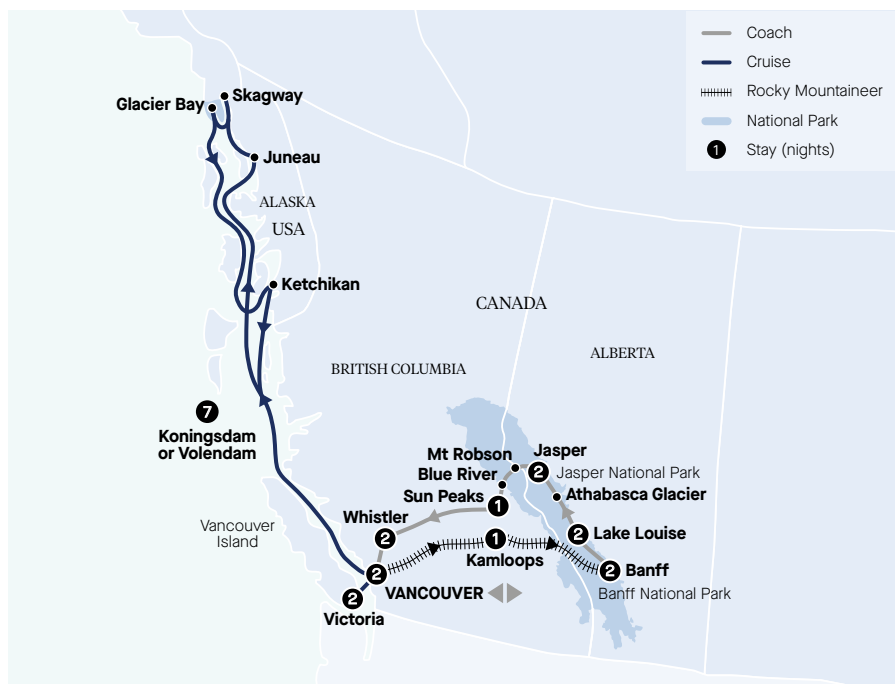 Coach
Cruise
Rocky Mountaineer
National Park
1 Stay (nights)
Skagway
Glacier Bay
Juneau
ALASKA
USA
Ketchikan
CANADA
ALBERTA
BRITISH COLUMBIA
7
Koningsdam
or Volendam
Mt Robson
Jasper
2
Jasper National Park
Blue River
Sun Peaks
1
Athabasca Glacier
Whistler
2
Vancouver
Island
2
Lake Louise
1
Kamloops
2
Banff
Banff National Park
2
VANCOUVER
2
Victoria